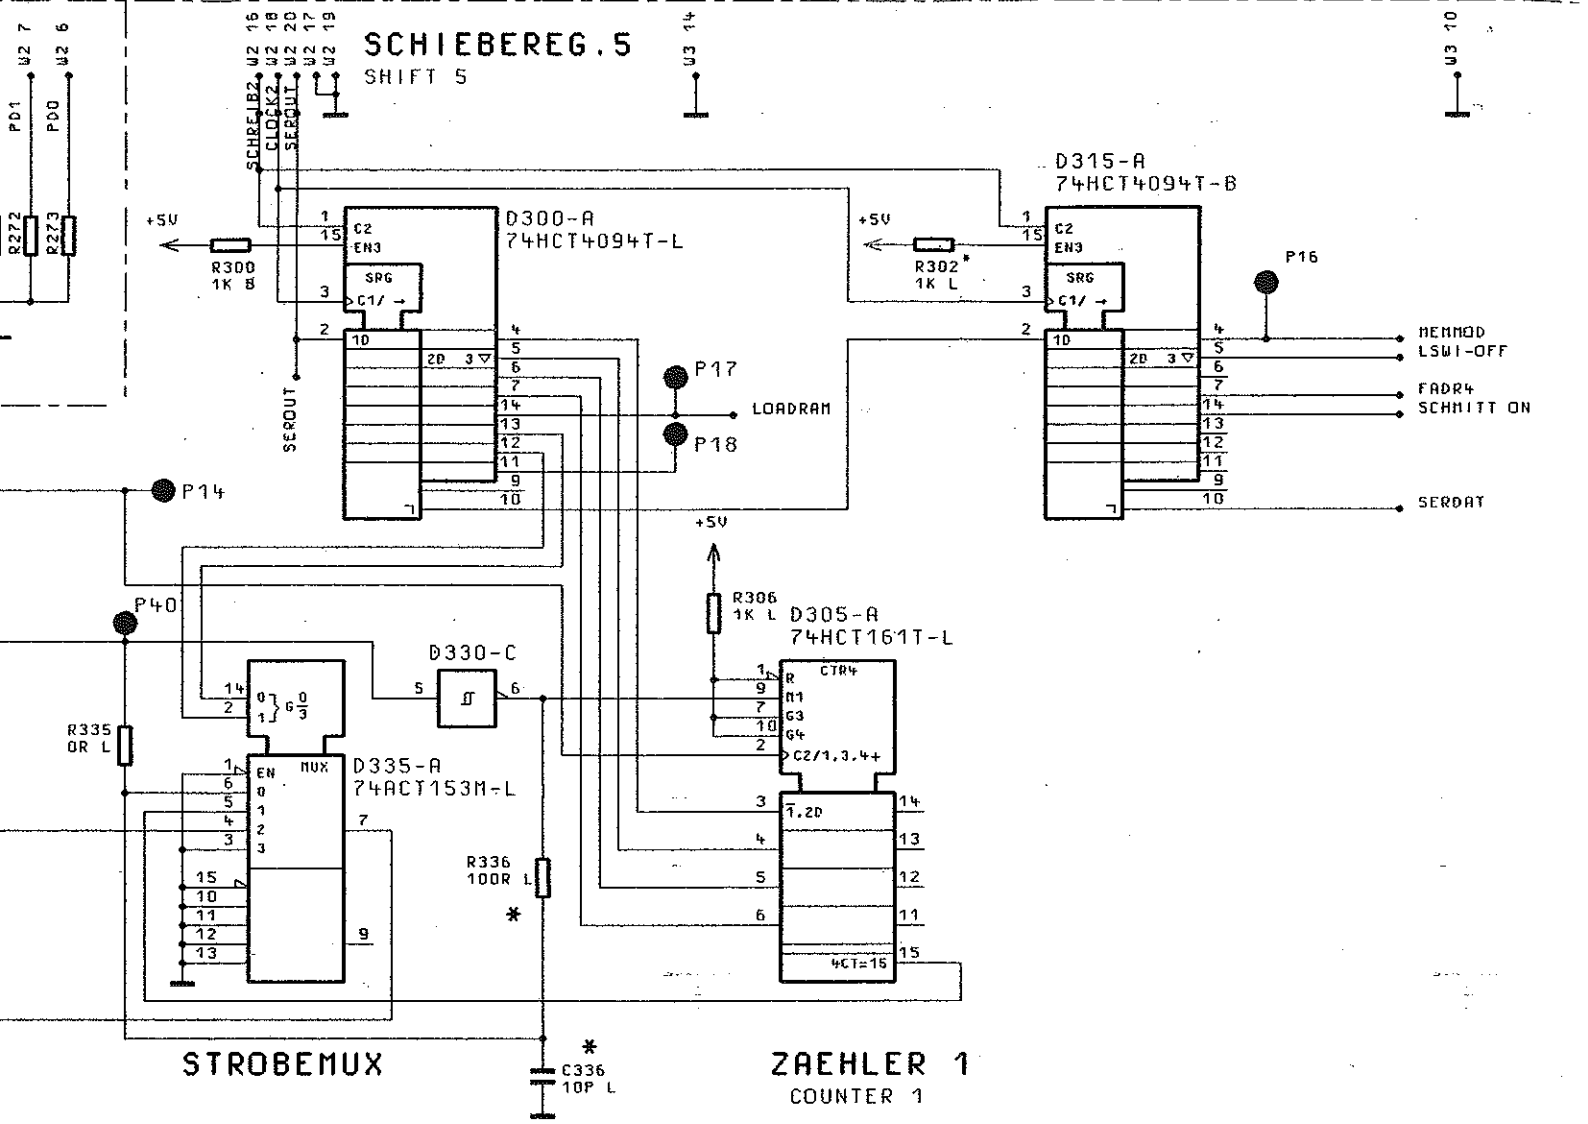 W2 7
W2 6
W2 16
W2 18
W2 20
W2 17
W2 19
SCHIEBEREG.5
SHIFT 5
W3 14
W3 10
PD1
PD0
SCHREIB2
CLOCK2
SEROUT
R272
R273
+5V
R300
1K B
1
15
3
2
C2
EN3
SRG
C1/ →
1D
2D 3 ▽
D300-A
74HCT4094T-L
4
5
6
7
14
13
12
11
9
10
SEROUT
P17
LOADRAM
P18
P14
+5V
R302*
1K L
D315-A
74HCT4094T-B
1
15
3
2
C2
EN3
SRG
C1/ →
1D
2D 3 ▽
4
5
6
7
14
13
12
11
9
10
P16
MEMMOD
LSWI-OFF
FADR4
SCHMITT ON
SERDAT
P40
R335
0R L
14
2
0
1
G 0/3
MUX
D335-A
74ACT153M-L
1
6
5
4
3
EN
0
1
2
3
7
15
10
11
12
13
9
D330-C
5
6
R336
100R L
*
*
C336
10P L
+5V
R306
1K L
D305-A
74HCT161T-L
CTR4
1
9
7
10
2
R
M1
G3
G4
C2/1,3,4+
3
4
5
6
1,2D
14
13
12
11
15
4CT=15
STROBEMUX
ZAEHLER 1
COUNTER 1